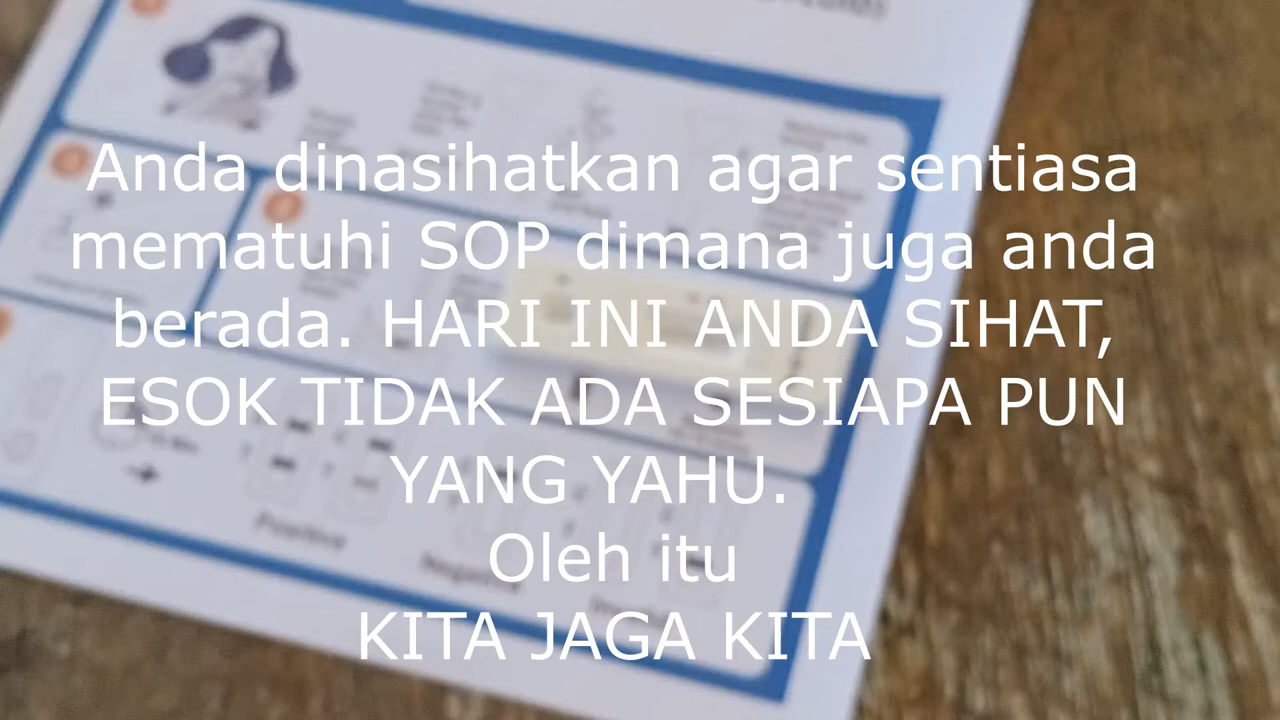 Anda dinasihatkan agar sentiasa
mematuhi SOP dimana juga anda
berada. HARI INI ANDA SIHAT,
ESOK TIDAK ADA SESIAPA PUN
YANG YAHU.
Oleh itu
KITA JAGA KITA
Positive